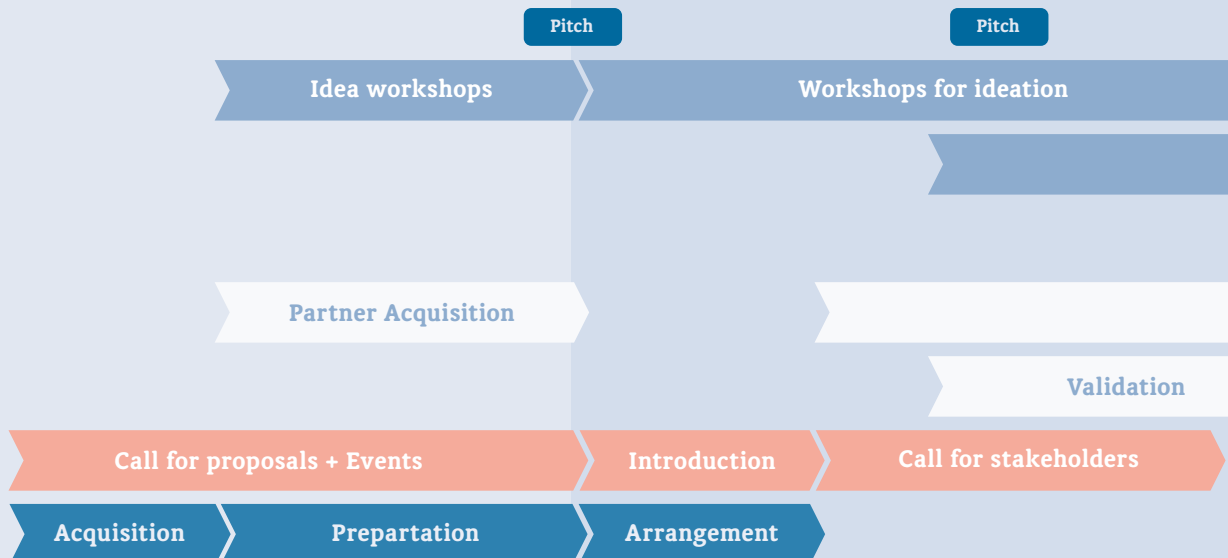 Pitch Pitch
Idea workshops Workshops for ideation
Partner Acquisition
Validation
Call for proposals + Events Introduction Call for stakeholders
Acquisition Prepartation Arrangement